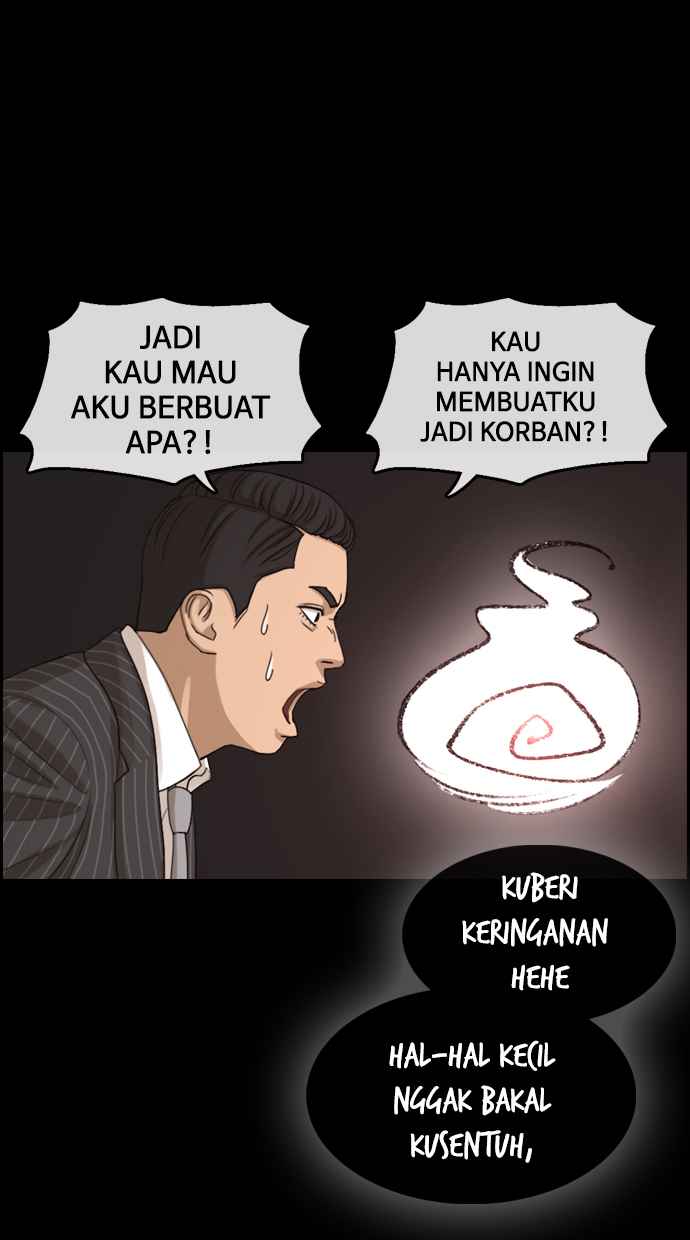 JADI
KAU MAU
AKU BERBUAT
APA?!
KAU
HANYA INGIN
MEMBUATKU
JADI KORBAN?!
KUBERI
KERINGANAN
HEHE
HAL-HAL KECIL
NGGAK BAKAL
KUSENTUH,